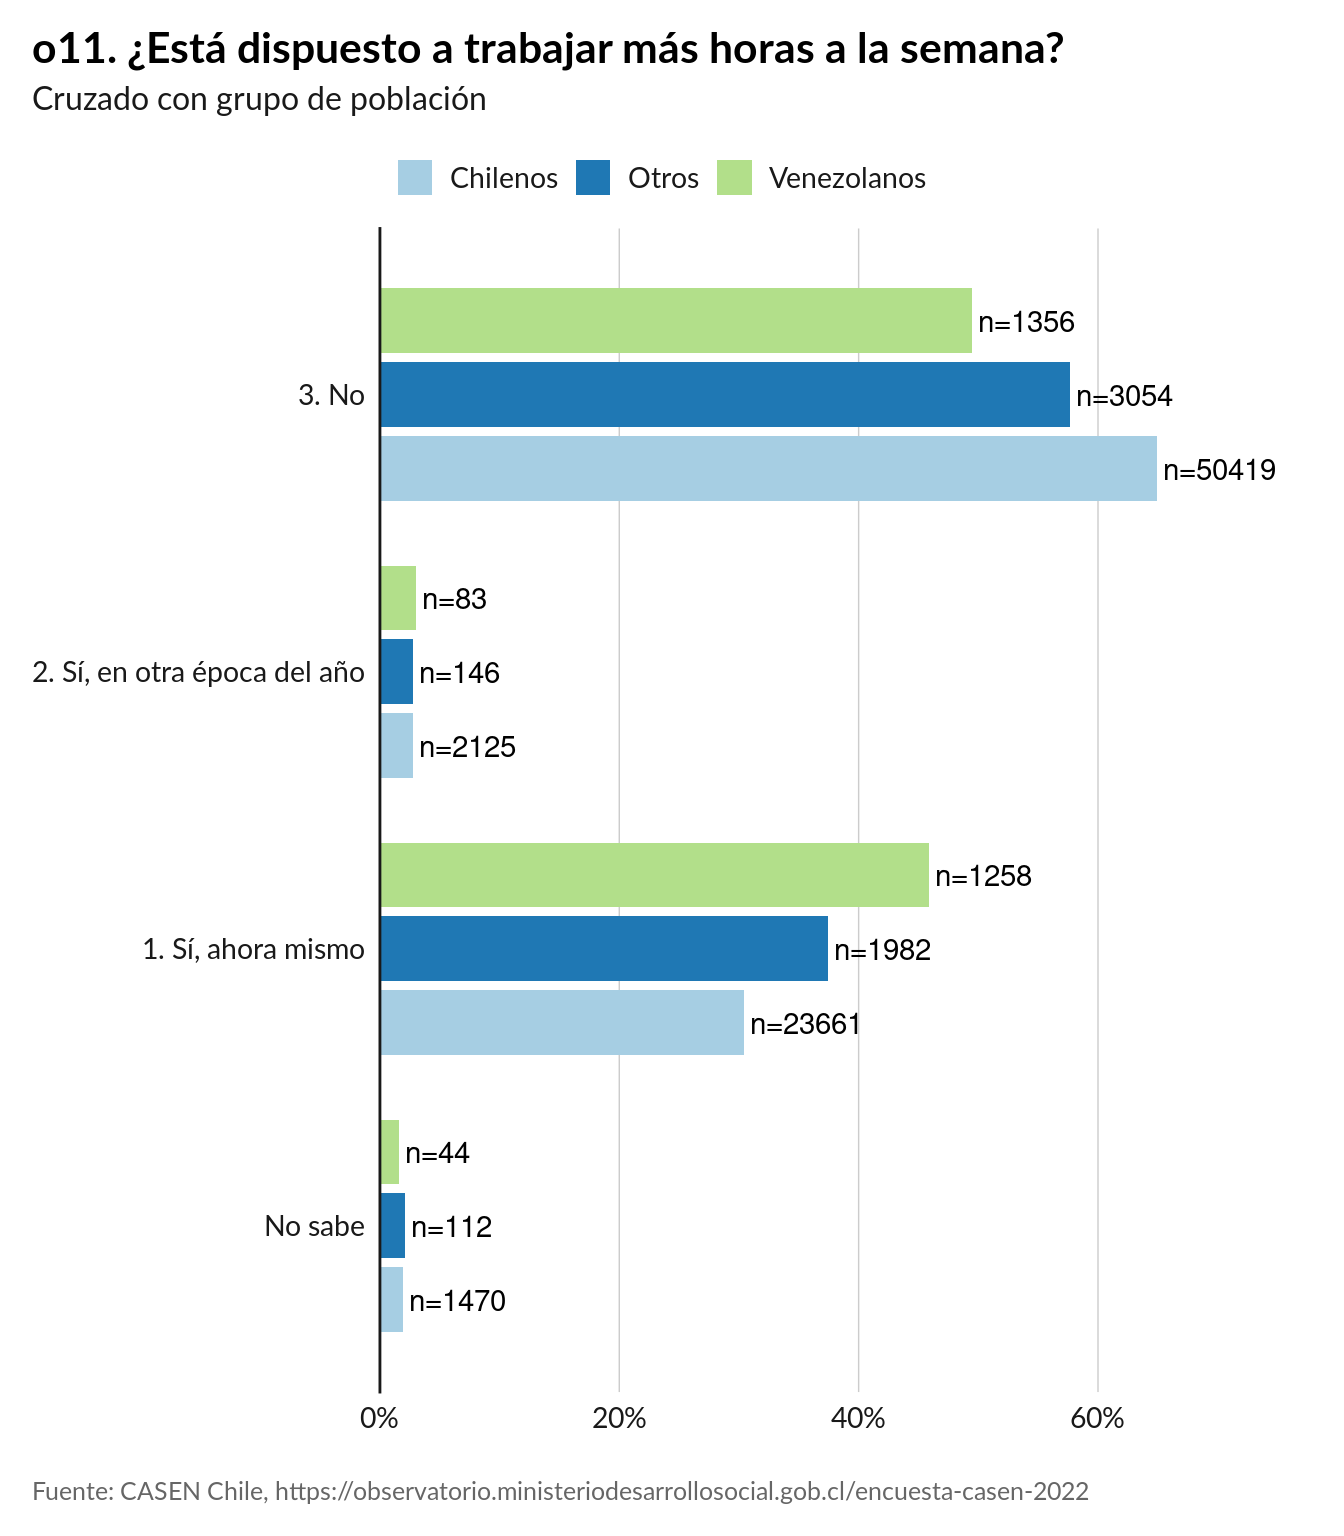 o11. ¿Está dispuesto a trabajar más horas a la semana?
Cruzado con grupo de población
Chilenos Otros Venezolanos
n=1356
3. No n=3054
n=50419
n=83
2. Sí, en otra época del año n=146
n=2125
n=1258
1. Sí, ahora mismo n=1982
n=23661
n=44
No sabe n=112
n=1470
0% 20% 40% 60%
Fuente: CASEN Chile, https://observatorio.ministeriodesarrollosocial.gob.cl/encuesta-casen-2022